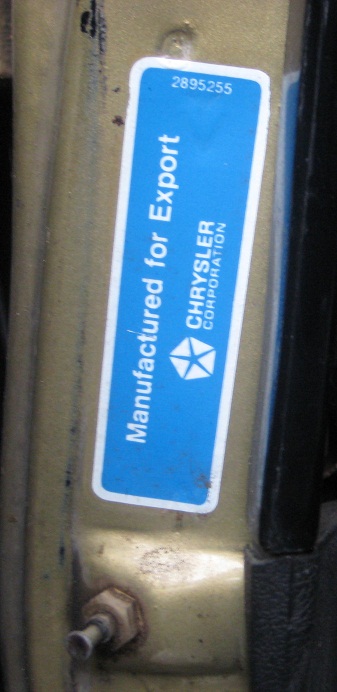 2895255
Manufactured for Export
CHRYSLER
CORPORATION